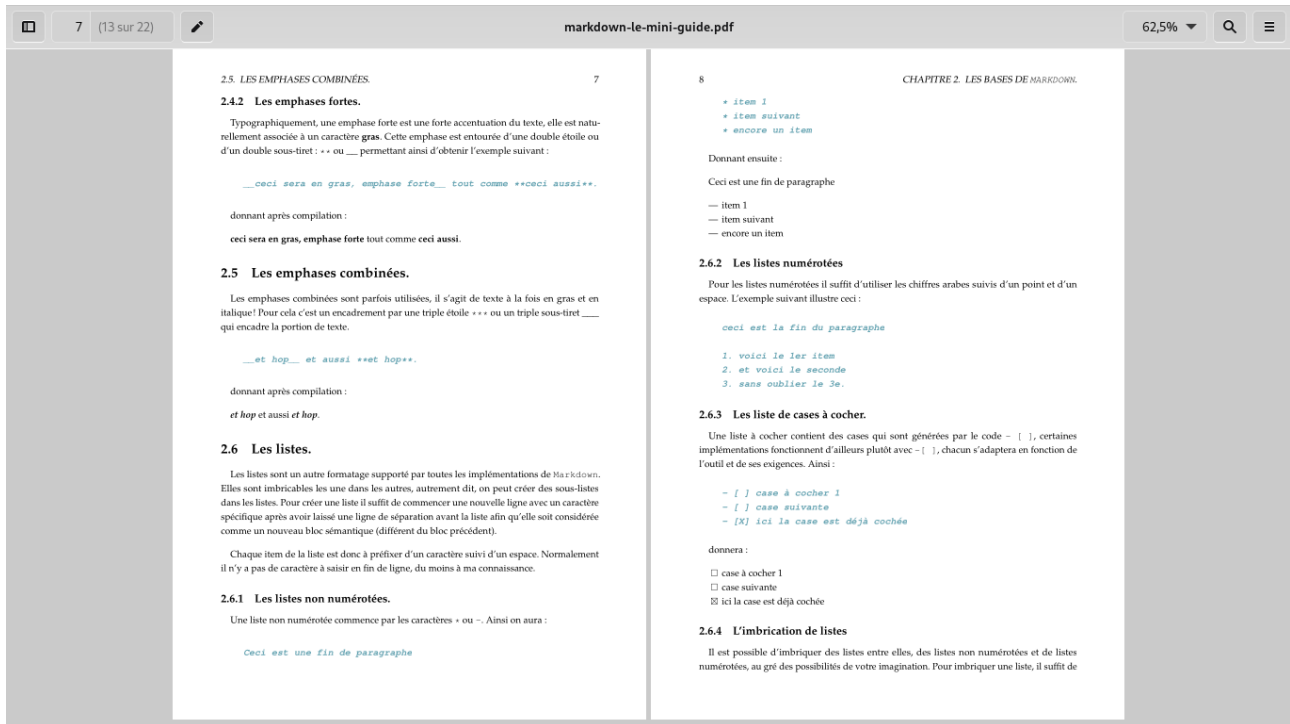 7 (13 sur 22)
markdown-le-mini-guide.pdf
62,5%
2.5. LES EMPHASES COMBINÉES. 7
2.4.2 Les emphases fortes.
Typographiquement, une emphase forte est une forte accentuation du texte, elle est natu-
rellement associée à un caractère gras. Cette emphase est entourée d'une double étoile ou
d'un double sous-tiret : ** ou __ permettant ainsi d'obtenir l'exemple suivant :
__ceci sera en gras, emphase forte__ tout comme **ceci aussi**.
donnant après compilation :
ceci sera en gras, emphase forte tout comme ceci aussi.
2.5 Les emphases combinées.
Les emphases combinées sont parfois utilisées, il s'agit de texte à la fois en gras et en
italique! Pour cela c'est un encadrement par une triple étoile *** ou un triple sous-tiret ___
qui encadre la portion de texte.
__et hop__ et aussi **et hop**.
donnant après compilation :
et hop et aussi et hop.
2.6 Les listes.
Les listes sont un autre formatage supporté par toutes les implémentations de Markdown.
Elles sont imbricables les une dans les autres, autrement dit, on peut créer des sous-listes
dans les listes. Pour créer une liste il suffit de commencer une nouvelle ligne avec un caractère
spécifique après avoir laissé une ligne de séparation avant la liste afin qu'elle soit considérée
comme un nouveau bloc sémantique (différent du bloc précédent).
Chaque item de la liste est donc à préfixer d'un caractère suivi d'un espace. Normalement
il n'y a pas de caractère à saisir en fin de ligne, du moins à ma connaissance.
2.6.1 Les listes non numérotées.
Une liste non numérotée commence par les caractères * ou -. Ainsi on aura :
Ceci est une fin de paragraphe
8 CHAPITRE 2. LES BASES DE MARKDOWN.
* item 1
* item suivant
* encore un item
Donnant ensuite :
Ceci est une fin de paragraphe
— item 1
— item suivant
— encore un item
2.6.2 Les listes numérotées
Pour les listes numérotées il suffit d'utiliser les chiffres arabes suivis d'un point et d'un
espace. L'exemple suivant illustre ceci :
ceci est la fin du paragraphe
1. voici le 1er item
2. et voici le seconde
3. sans oublier le 3e.
2.6.3 Les liste de cases à cocher.
Une liste à cocher contient des cases qui sont générées par le code - [ ], certaines
implémentations fonctionnent d'ailleurs plutôt avec -[ ], chacun s'adaptera en fonction de
l'outil et de ses exigences. Ainsi :
- [ ] case à cocher 1
- [ ] case suivante
- [X] ici la case est déjà cochée
donnera :
☐ case à cocher 1
☐ case suivante
☒ ici la case est déjà cochée
2.6.4 L'imbrication de listes
Il est possible d'imbriquer des listes entre elles, des listes non numérotées et de listes
numérotées, au gré des possibilités de votre imagination. Pour imbriquer une liste, il suffit de